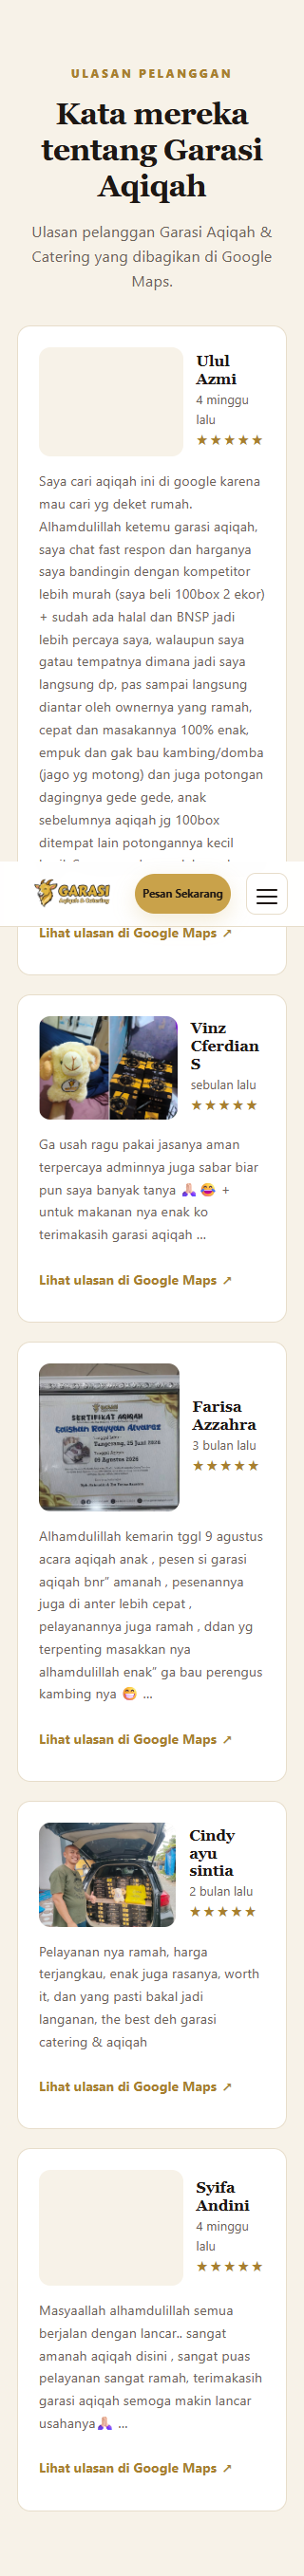 ULASAN PELANGGAN
Kata mereka
tentang Garasi
Aqiqah
Ulasan pelanggan Garasi Aqiqah &
Catering yang dibagikan di Google
Maps.
Ulul
Azmi
4 minggu
lalu
★★★★★
Saya cari aqiqah ini di google karena
mau cari yg deket rumah.
Alhamdulillah ketemu garasi aqiqah,
saya chat fast respon dan harganya
saya bandingin dengan kompetitor
lebih murah (saya beli 100box 2 ekor)
+ sudah ada halal dan BNSP jadi
lebih percaya saya, walaupun saya
gatau tempatnya dimana jadi saya
langsung dp, pas sampai langsung
diantar oleh ownernya yang ramah,
cepat dan masakannya 100% enak,
empuk dan gak bau kambing/domba
(jago yg motong) dan juga potongan
dagingnya gede gede, anak
sebelumnya aqiqah jg 100box
ditempat lain potongannya kecil
GARASI
Aqiqah & Catering
Pesan Sekarang
Lihat ulasan di Google Maps ↗
Vinz
Cferdian
S
sebulan lalu
★★★★★
Ga usah ragu pakai jasanya aman
terpercaya adminnya juga sabar biar
pun saya banyak tanya 🙏🏻😂 +
untuk makanan nya enak ko
terimakasih garasi aqiqah ...
Lihat ulasan di Google Maps ↗
SERTIFIKAT AQIQAH
Gaishan Rayyan Alvarez
Tangerang, 25 Juni 2026
09 Agustus 2026
Farisa
Azzahra
3 bulan lalu
★★★★★
Alhamdulillah kemarin tggl 9 agustus
acara aqiqah anak , pesen si garasi
aqiqah bnr” amanah , pesenannya
juga di anter lebih cepat ,
pelayanannya juga ramah , ddan yg
terpenting masakkan nya
alhamdulillah enak” ga bau perengus
kambing nya 😁 ...
Lihat ulasan di Google Maps ↗
Cindy
ayu
sintia
2 bulan lalu
★★★★★
Pelayanan nya ramah, harga
terjangkau, enak juga rasanya, worth
it, dan yang pasti bakal jadi
langanan, the best deh garasi
catering & aqiqah
Lihat ulasan di Google Maps ↗
Syifa
Andini
4 minggu
lalu
★★★★★
Masyaallah alhamdulillah semua
berjalan dengan lancar.. sangat
amanah aqiqah disini , sangat puas
pelayanan sangat ramah, terimakasih
garasi aqiqah semoga makin lancar
usahanya🙏🏻 ...
Lihat ulasan di Google Maps ↗